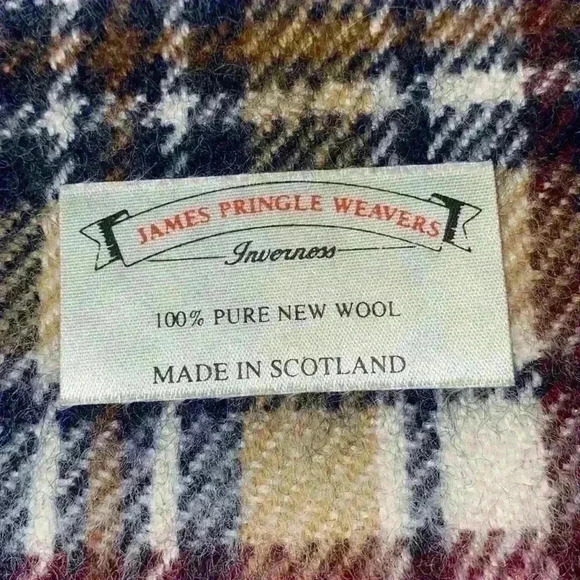 JAMES PRINGLE WEAVERS
Inverness
100% PURE NEW WOOL
MADE IN SCOTLAND